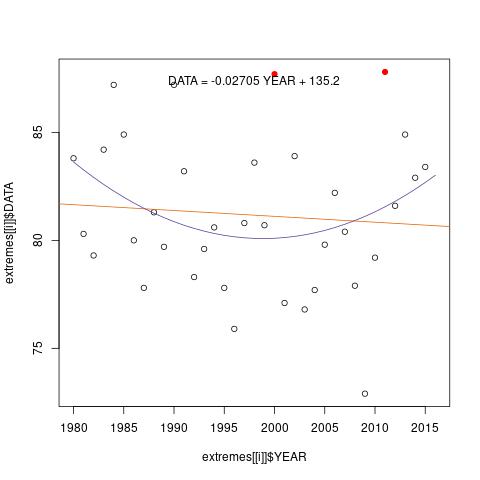 DATA = -0.02705 YEAR + 135.2
85
80
75
extremes[[i]]$DATA
1980 1985 1990 1995 2000 2005 2010 2015
extremes[[i]]$YEAR